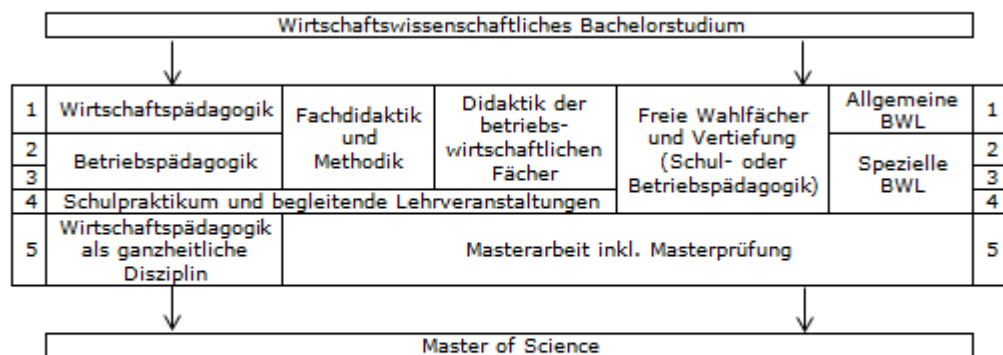 Wirtschaftswissenschaftliches Bachelorstudium
1
Wirtschaftspädagogik
Fachdidaktik
und
Methodik
Didaktik der
betriebs-
wirtschaftlichen
Fächer
Freie Wahlfächer
und Vertiefung
(Schul- oder
Betriebspädagogik)
Allgemeine
BWL
1
2
Betriebspädagogik
Spezielle
BWL
2
3
3
4
Schulpraktikum und begleitende Lehrveranstaltungen
4
5
Wirtschaftspädagogik
als ganzheitliche
Disziplin
Masterarbeit inkl. Masterprüfung
5
Master of Science